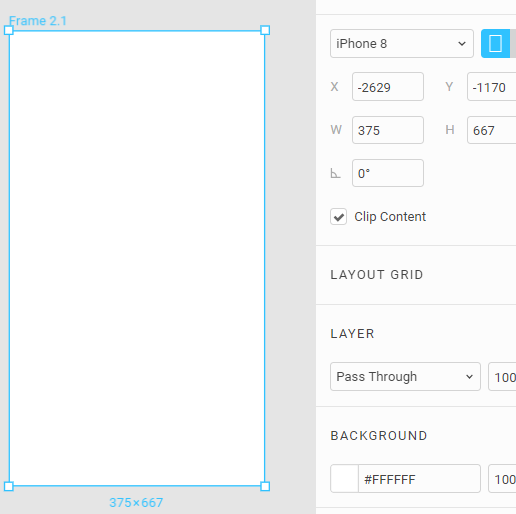 Frame 2.1
375×667
iPhone 8
X -2629 Y -1170
W 375 H 667
0°
Clip Content
LAYOUT GRID
LAYER
Pass Through 100
BACKGROUND
#FFFFFF 100